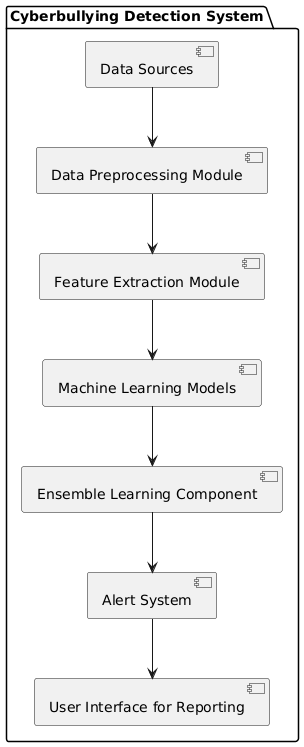 Cyberbullying Detection System
Data Sources
Data Preprocessing Module
Feature Extraction Module
Machine Learning Models
Ensemble Learning Component
Alert System
User Interface for Reporting